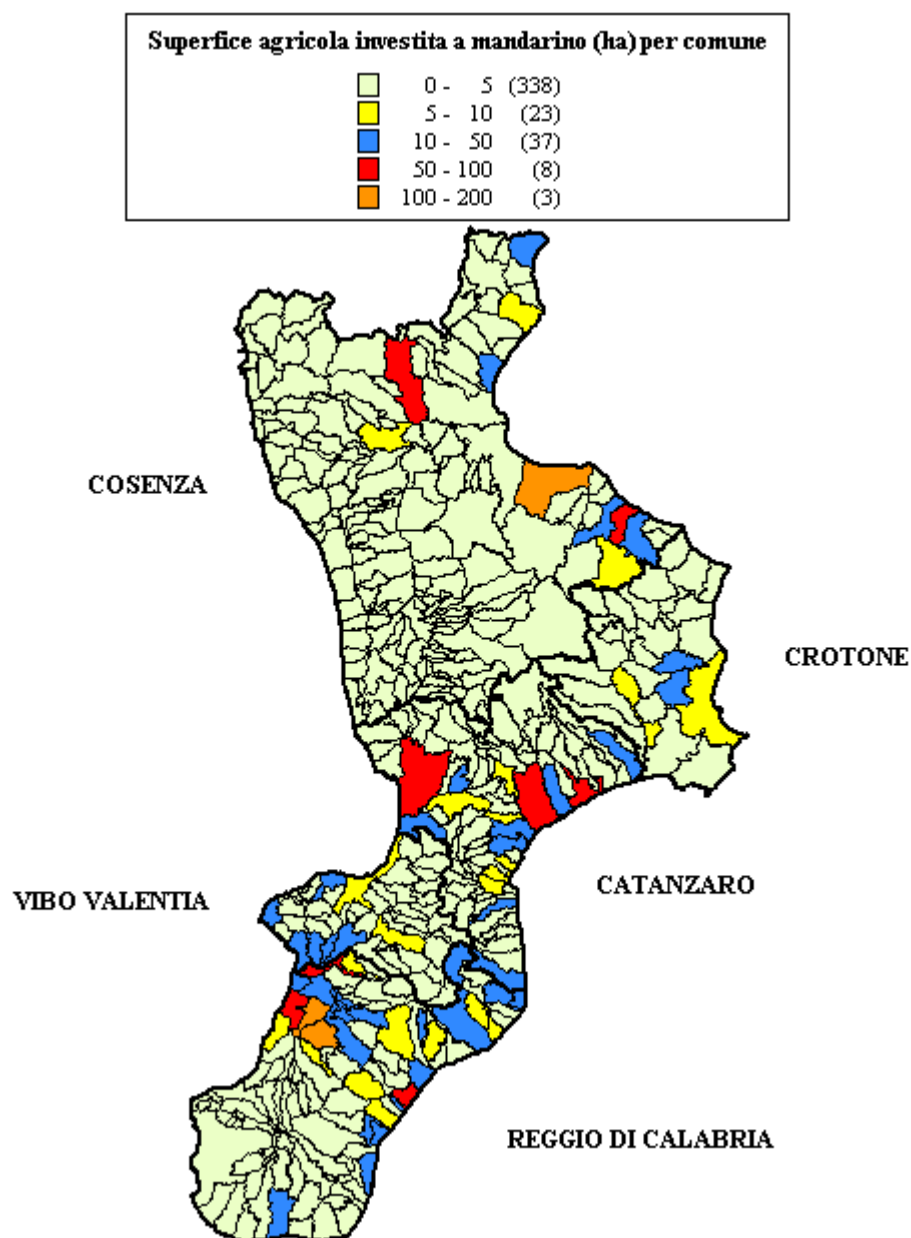 Superfice agricola investita a mandarino (ha) per comune
0 - 5 (338)
5 - 10 (23)
10 - 50 (37)
50 - 100 (8)
100 - 200 (3)
COSENZA
CROTONE
CATANZARO
VIBO VALENTIA
REGGIO DI CALABRIA